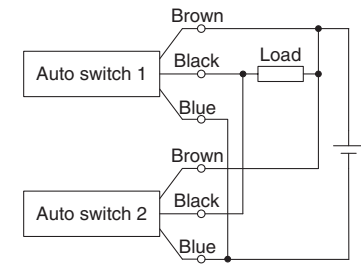 Brown
Black
Load
Auto switch 1
Blue
Brown
Black
Auto switch 2
Blue